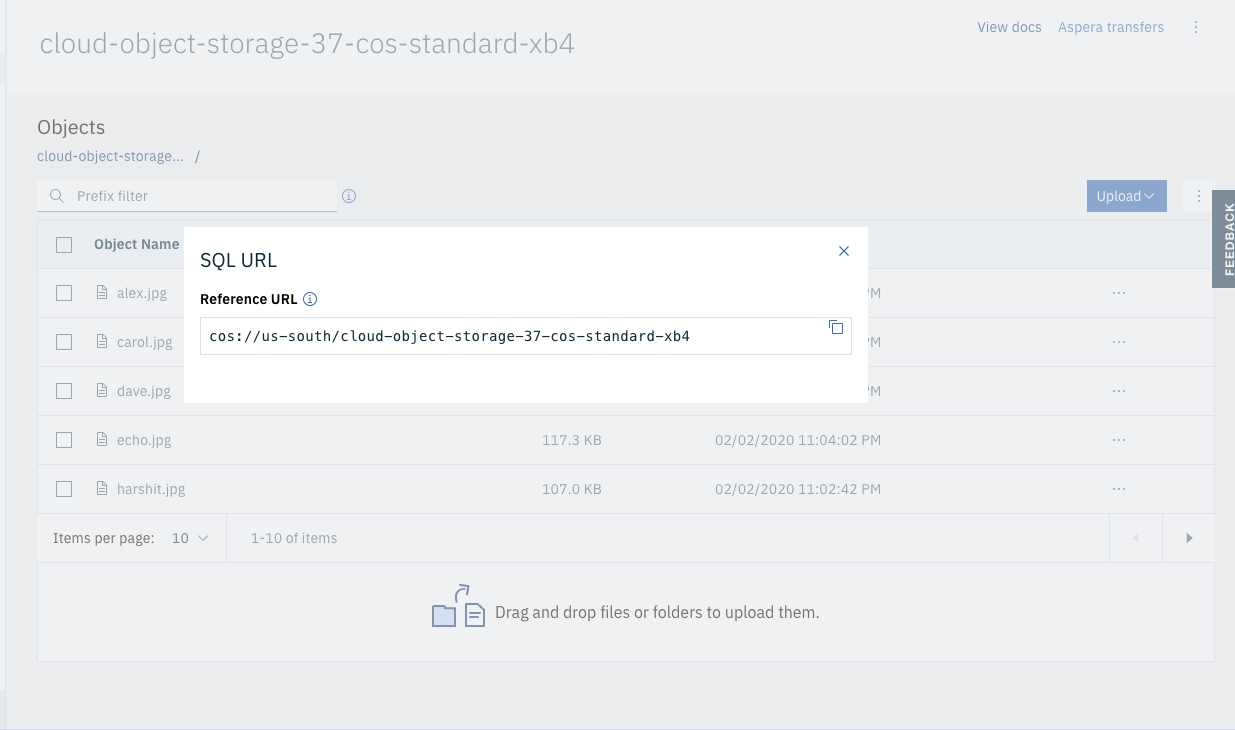 cloud-object-storage-37-cos-standard-xb4
View docs Aspera transfers
Objects
cloud-object-storage... /
Prefix filter
Upload
FEEDBACK
Object Name
SQL URL
Reference URL
cos://us-south/cloud-object-storage-37-cos-standard-xb4
alex.jpg
carol.jpg
dave.jpg
echo.jpg 117.3 KB 02/02/2020 11:04:02 PM
harshit.jpg 107.0 KB 02/02/2020 11:02:42 PM
Items per page: 10 1-10 of items
Drag and drop files or folders to upload them.